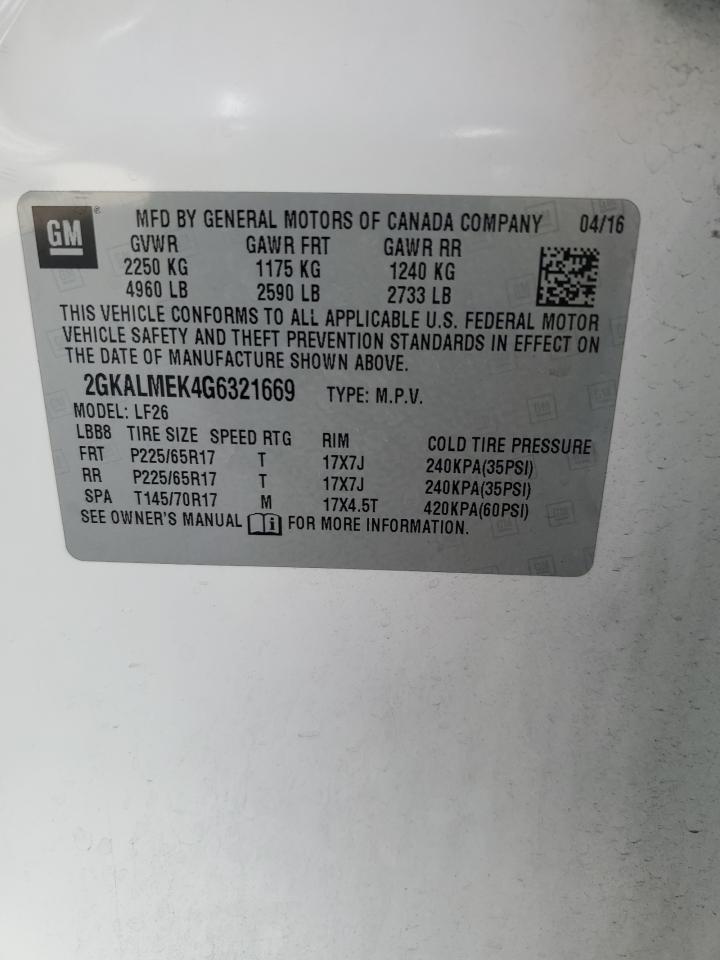 GM ® MFD BY GENERAL MOTORS OF CANADA COMPANY 04/16
GVWR GAWR FRT GAWR RR
2250 KG 1175 KG 1240 KG
4960 LB 2590 LB 2733 LB
THIS VEHICLE CONFORMS TO ALL APPLICABLE U.S. FEDERAL MOTOR
VEHICLE SAFETY AND THEFT PREVENTION STANDARDS IN EFFECT ON
THE DATE OF MANUFACTURE SHOWN ABOVE.
2GKALMEK4G6321669 TYPE: M.P.V.
MODEL: LF26
LBB8 TIRE SIZE SPEED RTG RIM COLD TIRE PRESSURE
FRT P225/65R17 T 17X7J 240KPA(35PSI)
RR P225/65R17 T 17X7J 240KPA(35PSI)
SPA T145/70R17 M 17X4.5T 420KPA(60PSI)
SEE OWNER'S MANUAL i FOR MORE INFORMATION.